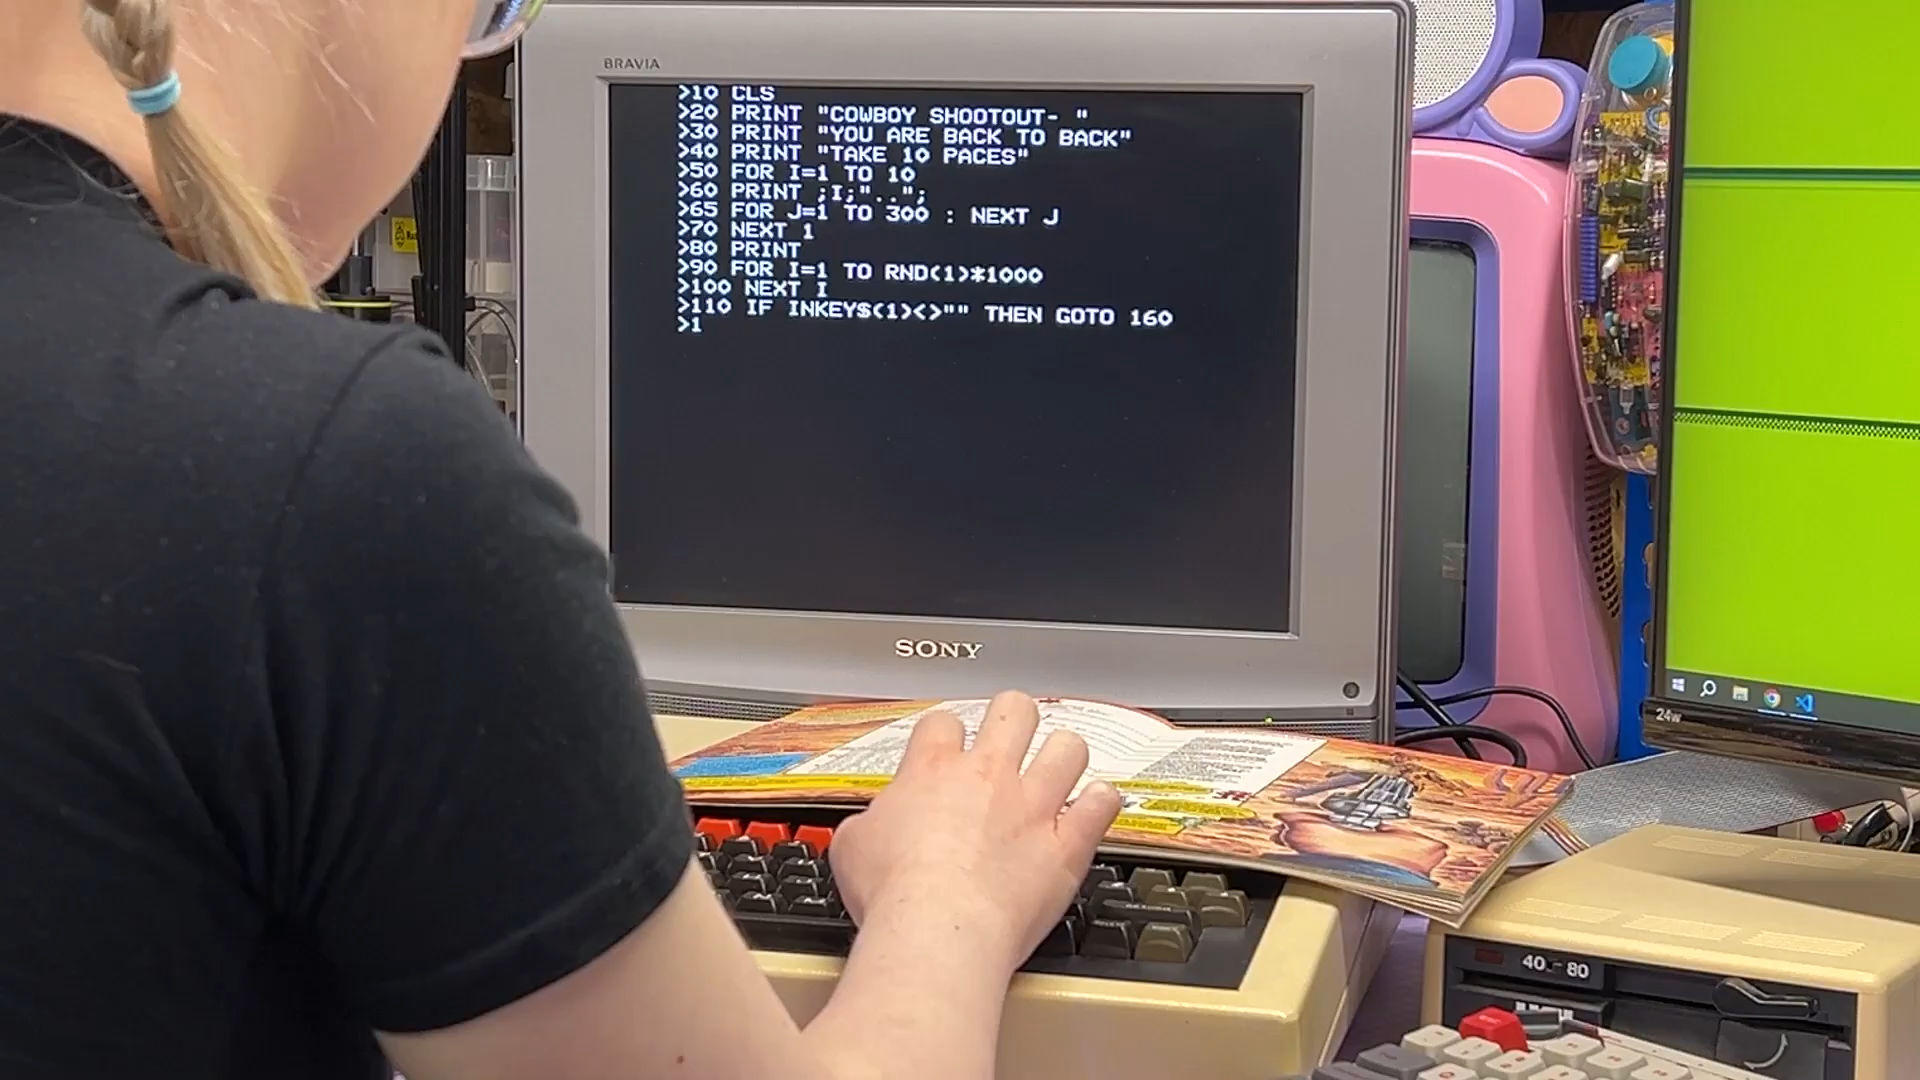 BRAVIA
>10 CLS
>20 PRINT "COWBOY SHOOTOUT- "
>30 PRINT "YOU ARE BACK TO BACK"
>40 PRINT "TAKE 10 PACES"
>50 FOR I=1 TO 10
>60 PRINT ;I;"..";
>65 FOR J=1 TO 300 : NEXT J
>70 NEXT 1
>80 PRINT
>90 FOR I=1 TO RND(1)*1000
>100 NEXT I
>110 IF INKEY$(1)<>"" THEN GOTO 160
>1
SONY
24w
40 80